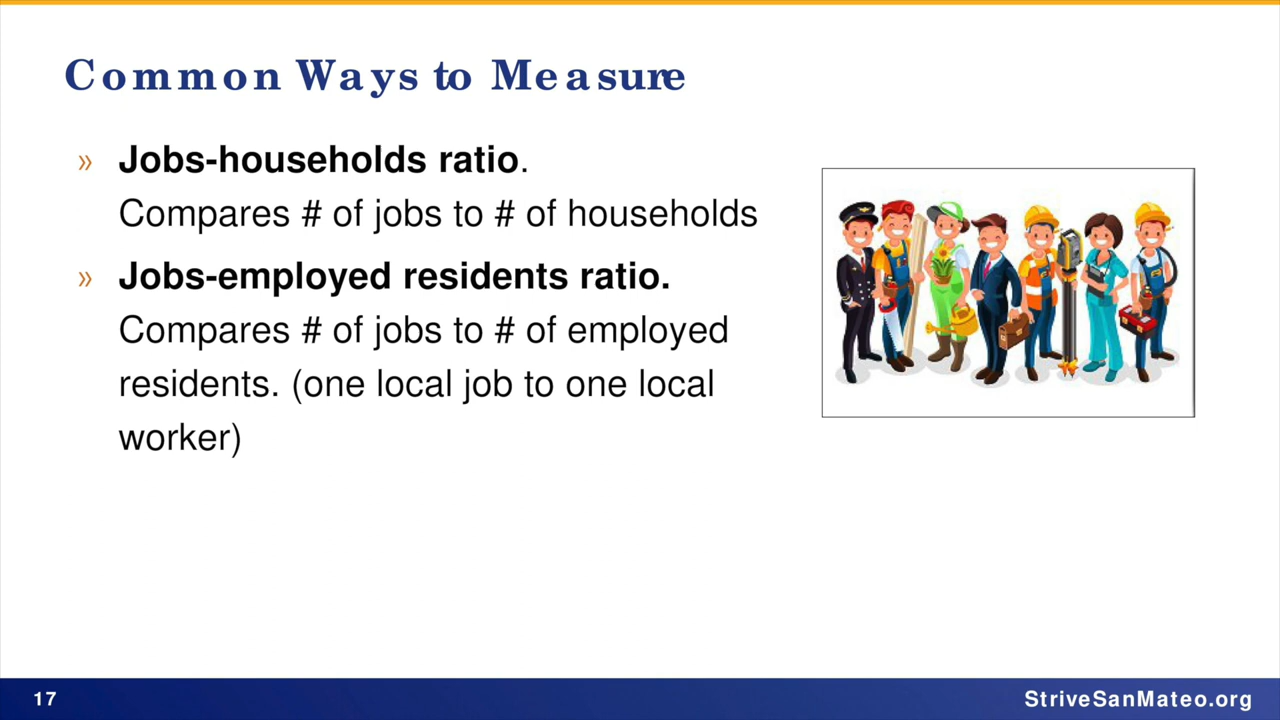 Common Ways to Measure
» Jobs-households ratio.
Compares # of jobs to # of households
» Jobs-employed residents ratio.
Compares # of jobs to # of employed
residents. (one local job to one local
worker)
17
StriveSanMateo.org